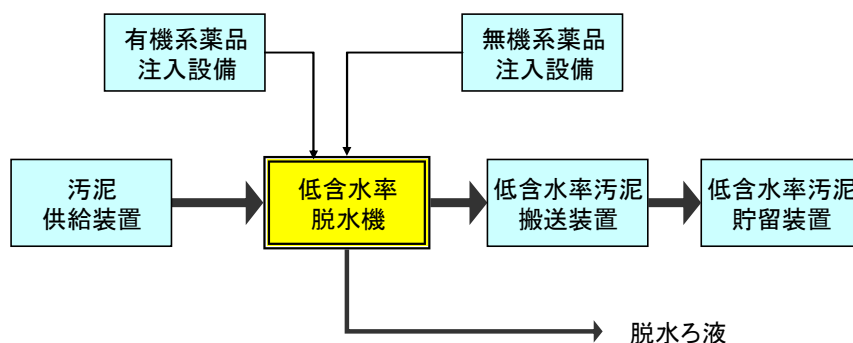 有機系薬品
注入設備
無機系薬品
注入設備
汚泥
供給装置
低含水率
脱水機
低含水率汚泥
搬送装置
低含水率汚泥
貯留装置
脱水ろ液